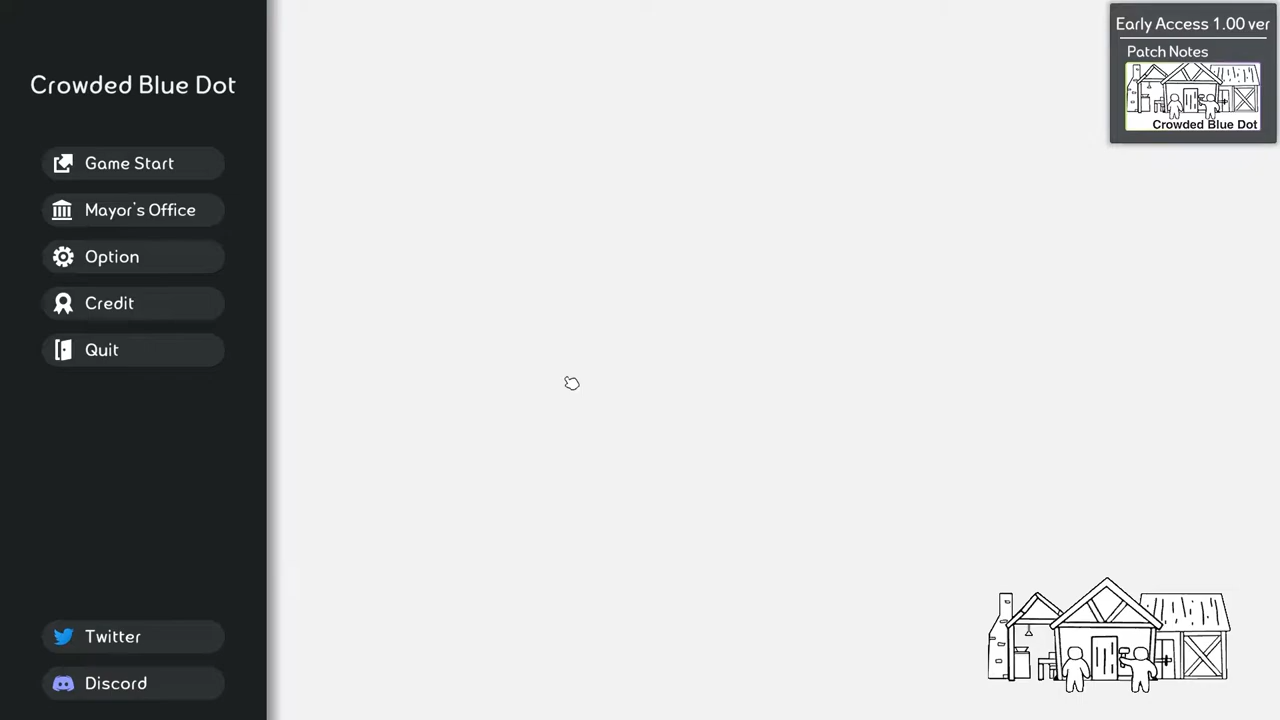 Crowded Blue Dot
Game Start
Mayor's Office
Option
Credit
Quit
Twitter
Discord
Early Access 1.00 ver
Patch Notes
Crowded Blue Dot